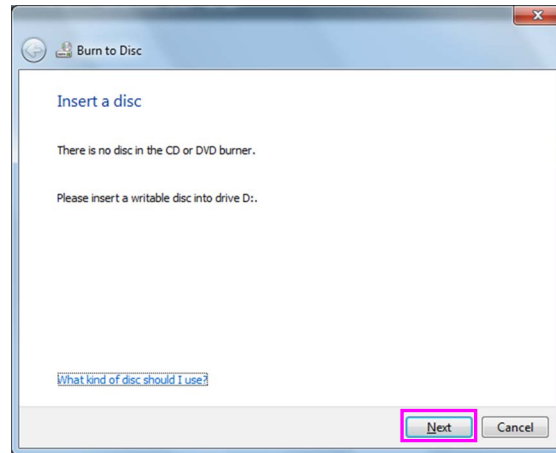 Burn to Disc
Insert a disc
There is no disc in the CD or DVD burner.
Please insert a writable disc into drive D:.
What kind of disc should I use?
Next Cancel